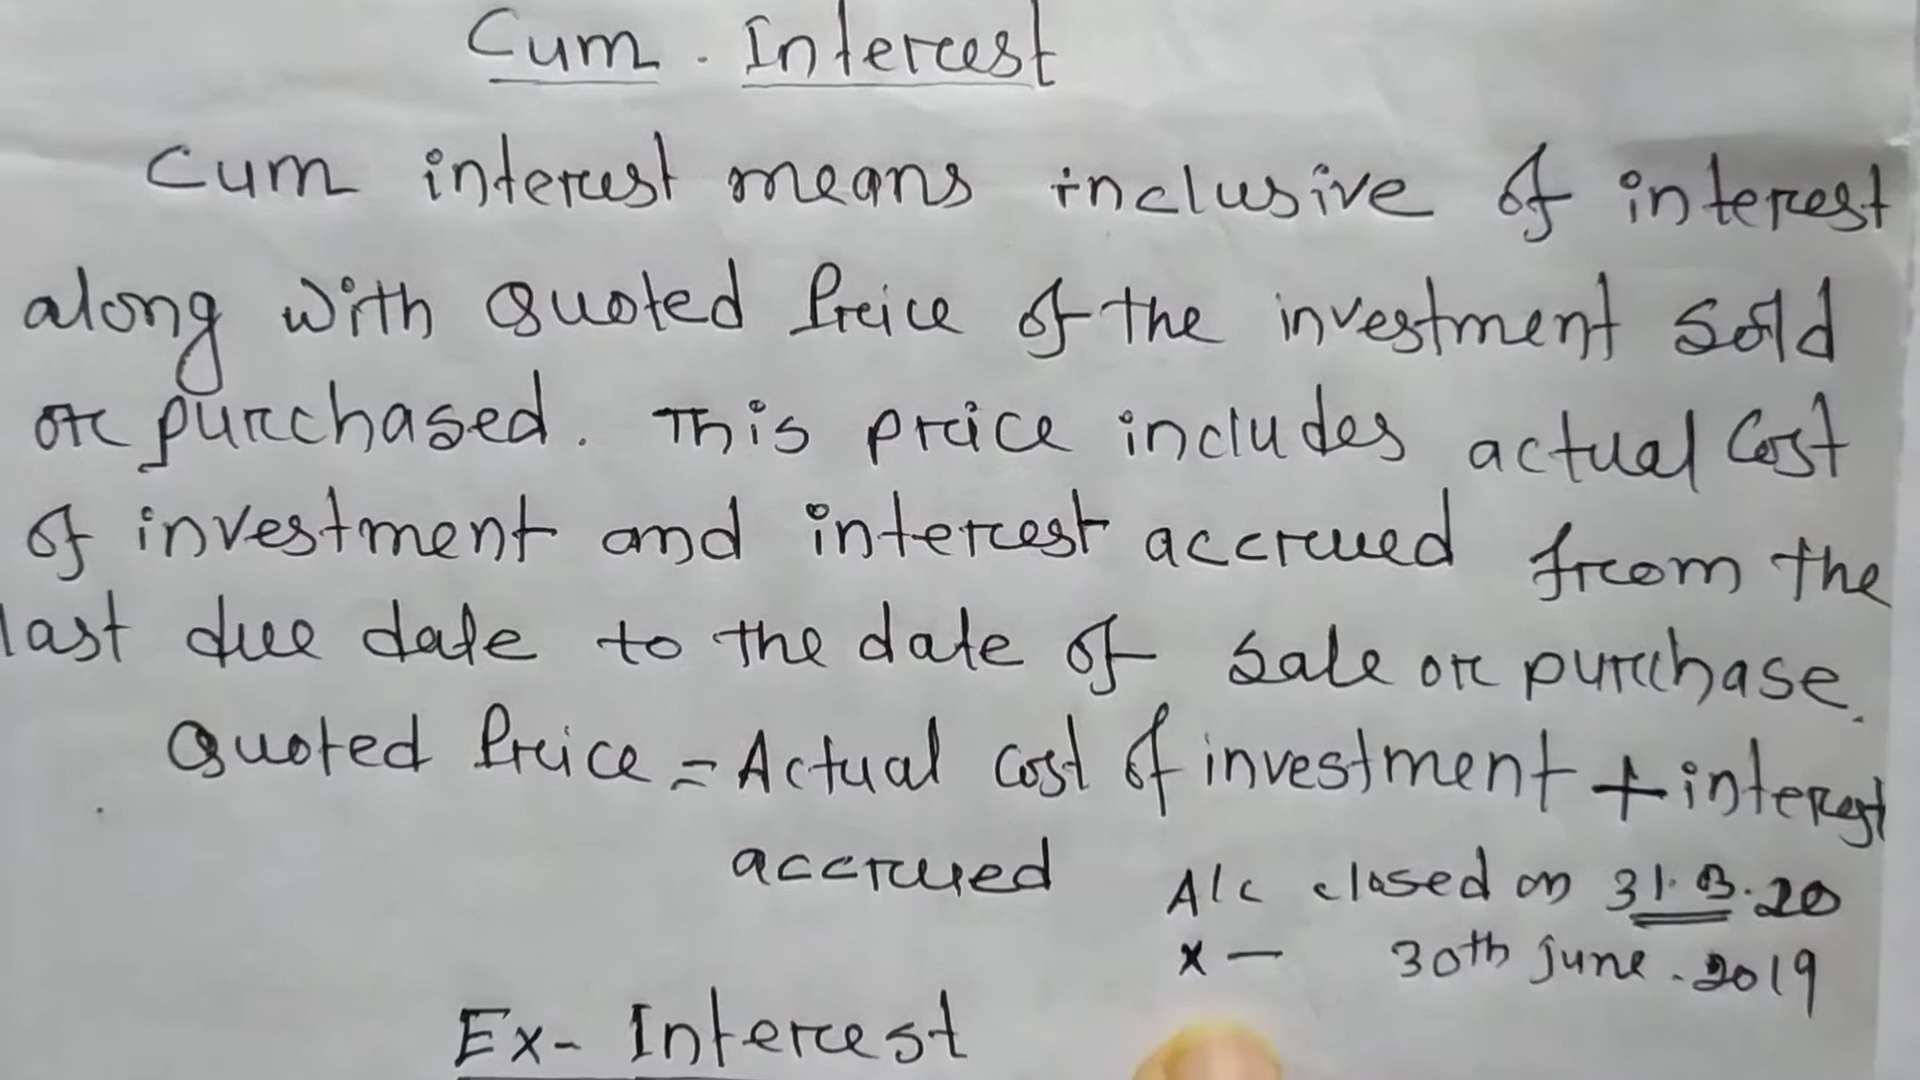 Cum - Interest
Cum interest means inclusive of interest
along with quoted Price of the investment sold
or purchased. This price includes actual Cost
of investment and interest accrued from the
last due date to the date of sale or purchase.
Quoted Price = Actual cost of investment + interest
accrued
A/c closed on 31.3.20
x — 30th june. 2019
Ex- Interest